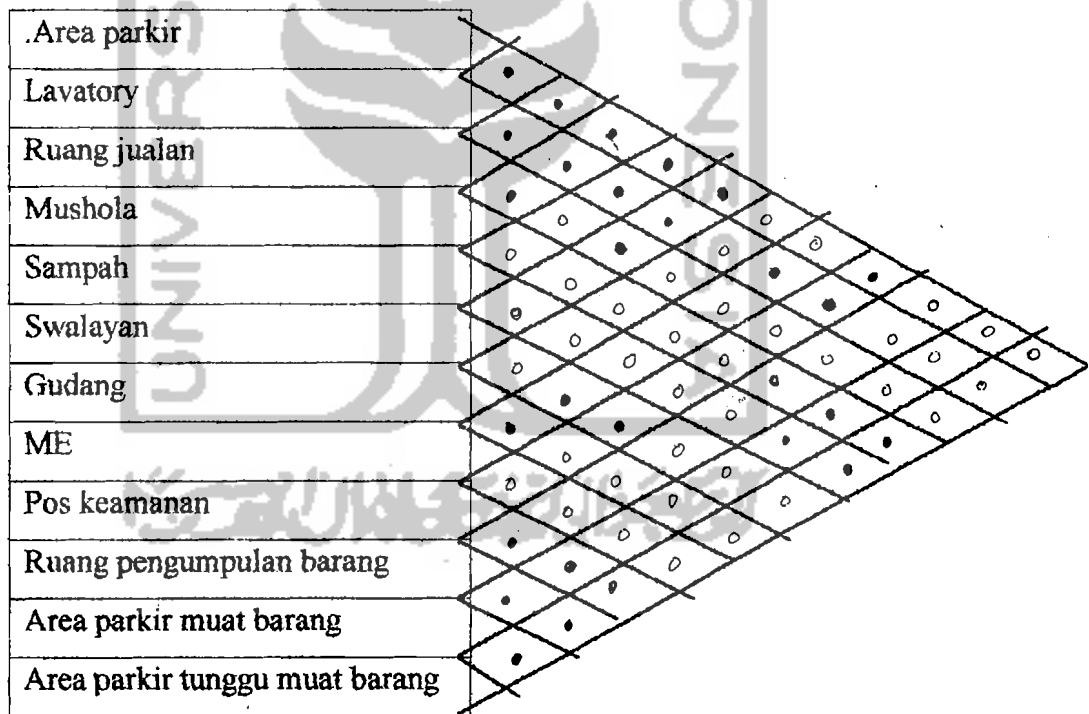 .Area parkir
Lavatory
Ruang jualan
Mushola
Sampah
Swalayan
Gudang
ME
Pos keamanan
Ruang pengumpulan barang
Area parkir muat barang
Area parkir tunggu muat barang